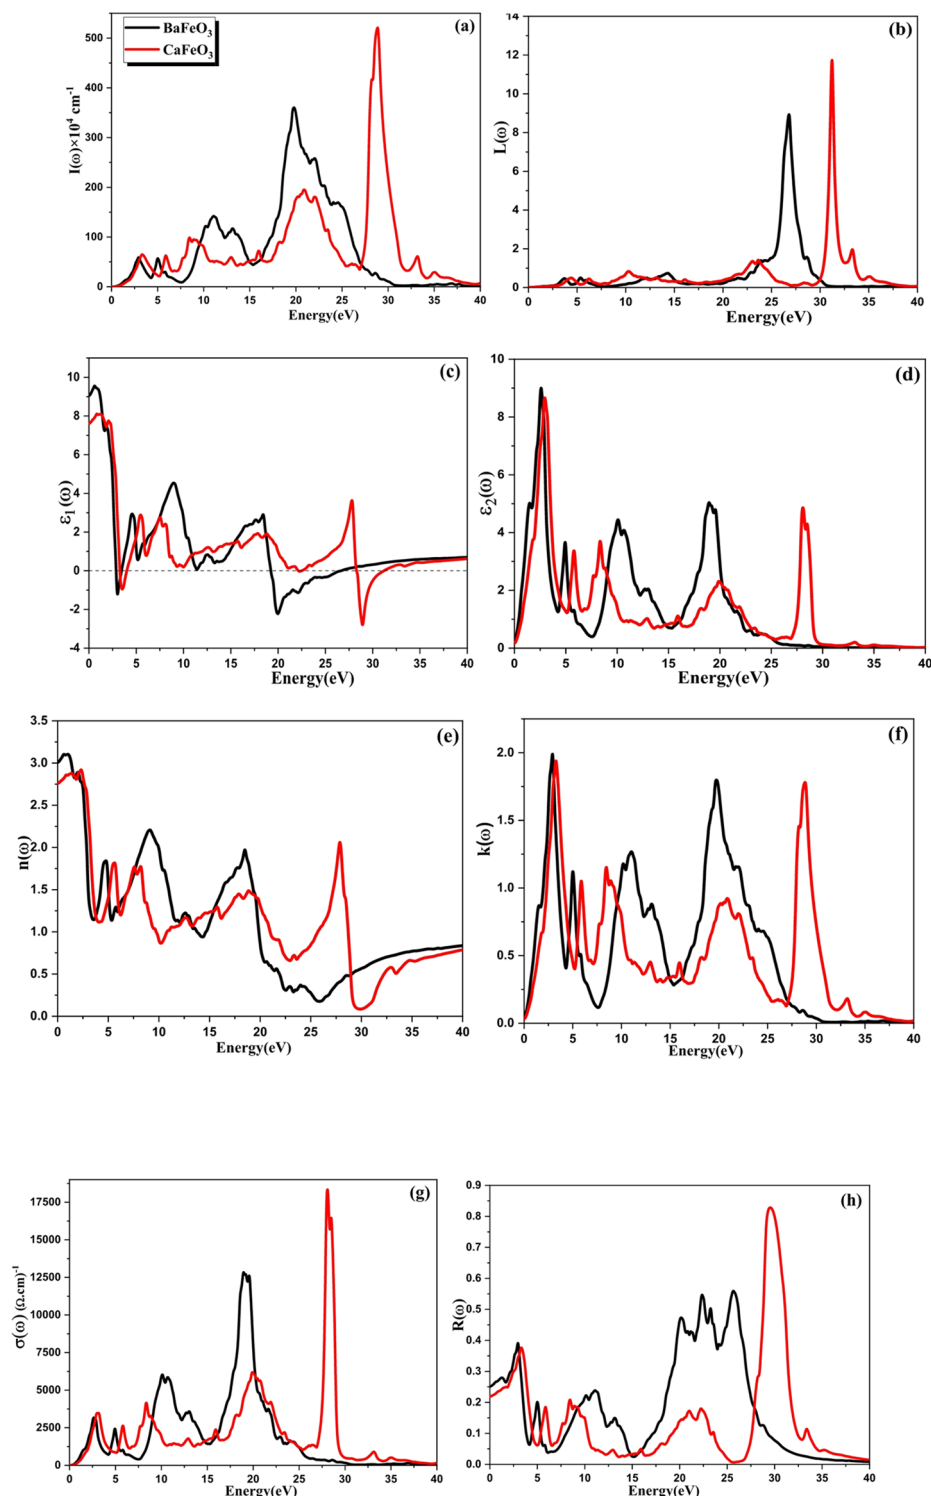 (a)
BaFeO3
CaFeO3
I(ω)×10⁴ cm⁻¹
500
400
300
200
100
0
0 5 10 15 20 25 30 35 40
Energy(eV)
(b)
L(ω)
14
12
10
8
6
4
2
0
0 5 10 15 20 25 30 35 40
Energy(eV)
(c)
ε₁(ω)
10
8
6
4
2
0
-2
-4
0 5 10 15 20 25 30 35 40
Energy(eV)
(d)
ε₂(ω)
10
8
6
4
2
0
0 5 10 15 20 25 30 35 40
Energy(eV)
(e)
n(ω)
3.5
3.0
2.5
2.0
1.5
1.0
0.5
0.0
0 5 10 15 20 25 30 35 40
Energy(eV)
(f)
k(ω)
2.0
1.5
1.0
0.5
0.0
0 5 10 15 20 25 30 35 40
Energy(eV)
(g)
σ(ω) (Ω.cm)⁻¹
17500
15000
12500
10000
7500
5000
2500
0
0 5 10 15 20 25 30 35 40
Energy(eV)
(h)
R(ω)
0.9
0.8
0.7
0.6
0.5
0.4
0.3
0.2
0.1
0.0
0 5 10 15 20 25 30 35 40
Energy(eV)